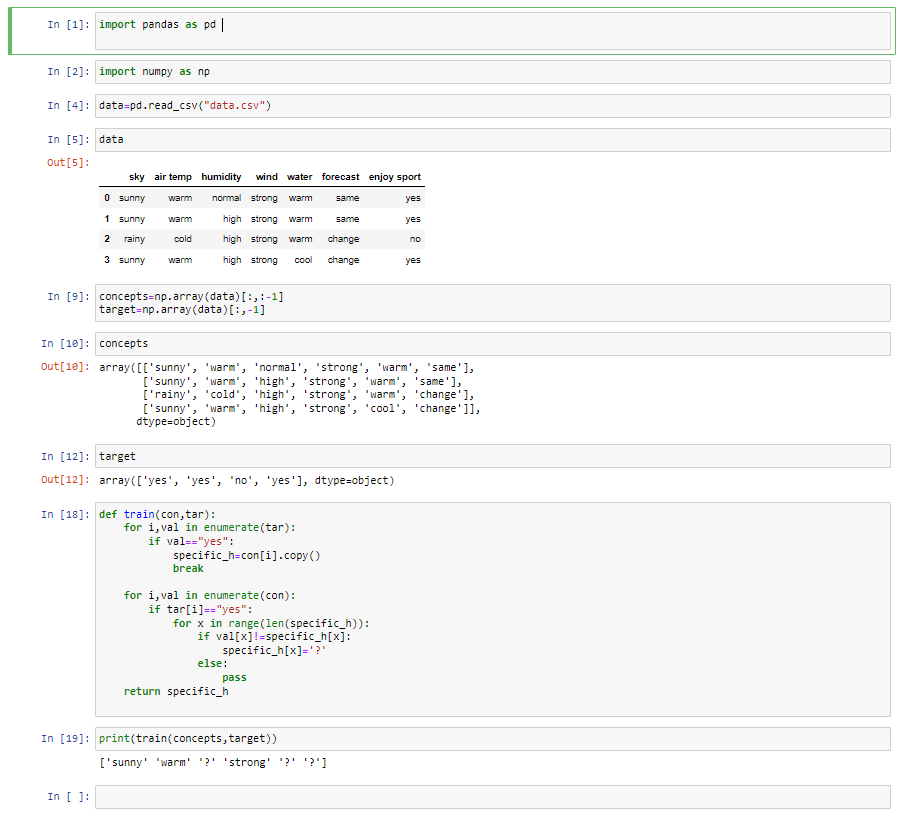 In [1]: import pandas as pd
In [2]: import numpy as np
In [4]: data=pd.read_csv("data.csv")
In [5]: data
Out[5]:
sky air temp humidity wind water forecast enjoy sport
0 sunny warm normal strong warm same yes
1 sunny warm high strong warm same yes
2 rainy cold high strong warm change no
3 sunny warm high strong cool change yes
In [9]: concepts=np.array(data)[:,:-1]
target=np.array(data)[:,-1]
In [10]: concepts
Out[10]: array([['sunny', 'warm', 'normal', 'strong', 'warm', 'same'],
['sunny', 'warm', 'high', 'strong', 'warm', 'same'],
['rainy', 'cold', 'high', 'strong', 'warm', 'change'],
['sunny', 'warm', 'high', 'strong', 'cool', 'change']],
dtype=object)
In [12]: target
Out[12]: array(['yes', 'yes', 'no', 'yes'], dtype=object)
In [18]: def train(con,tar):
    for i,val in enumerate(tar):
        if val=="yes":
            specific_h=con[i].copy()
            break
    for i,val in enumerate(con):
        if tar[i]=="yes":
            for x in range(len(specific_h)):
                if val[x]!=specific_h[x]:
                    specific_h[x]='?'
                else:
                    pass
    return specific_h
In [19]: print(train(concepts,target))
['sunny' 'warm' '?' 'strong' '?' '?']
In [ ]: